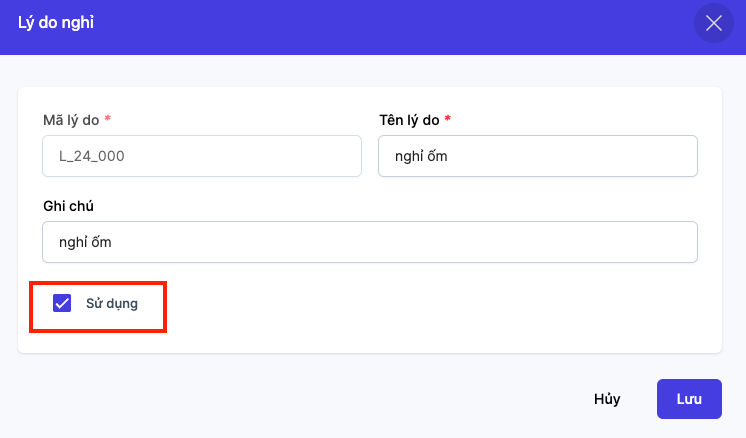 Lý do nghỉ
Mã lý do *
Tên lý do *
L_24_000
nghỉ ốm
Ghi chú
nghỉ ốm
Sử dụng
Hủy
Lưu